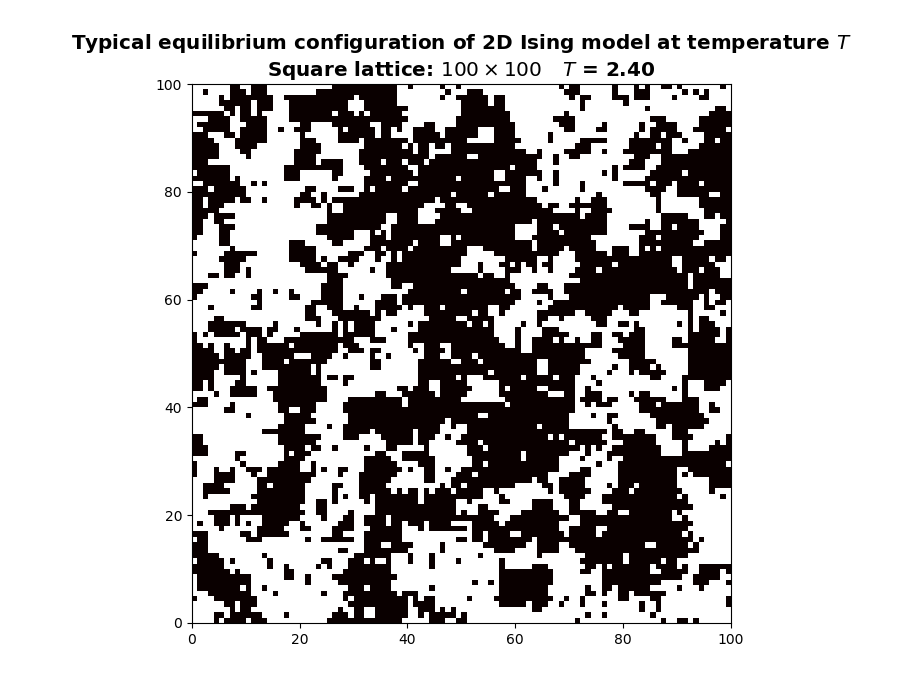 Typical equilibrium configuration of 2D Ising model at temperature T
Square lattice: 100 × 100 T = 2.40
100
80
60
40
20
0
0 20 40 60 80 100